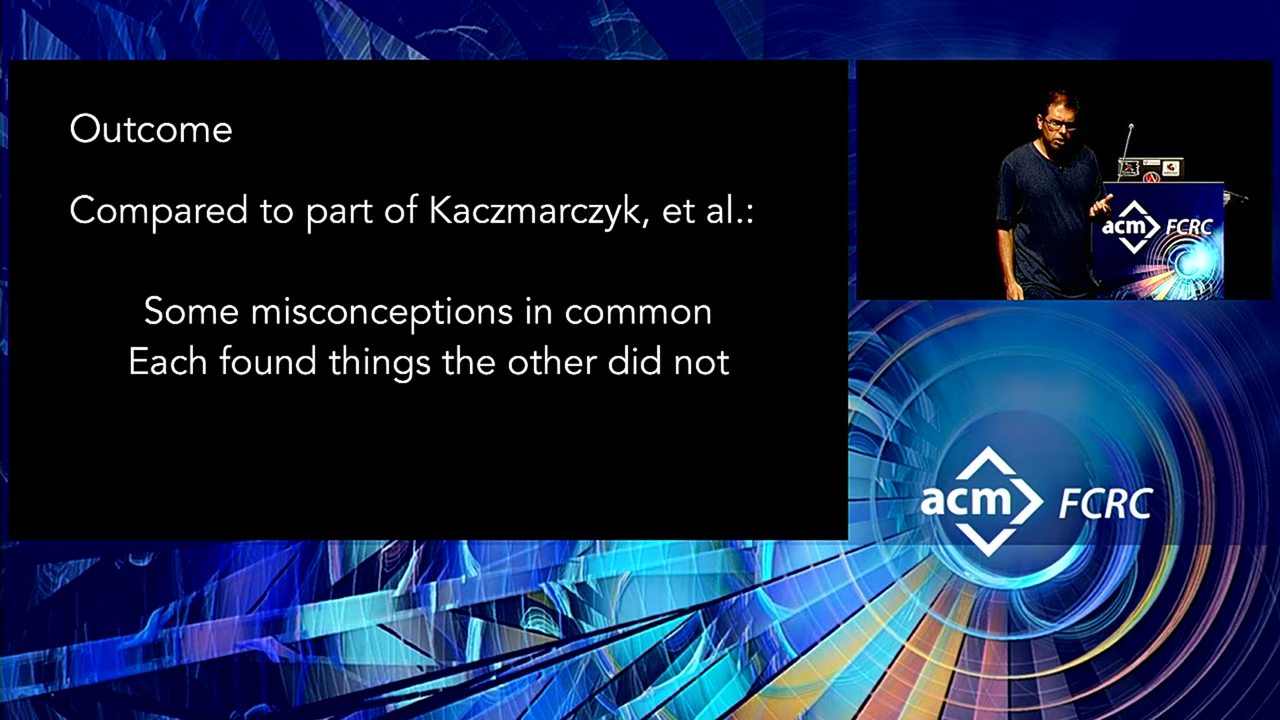 Outcome
Compared to part of Kaczmarczyk, et al.:
Some misconceptions in common
Each found things the other did not
acm FCRC
acm FCRC